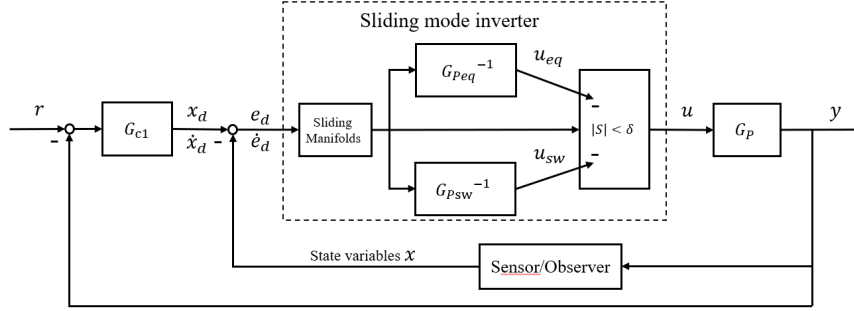 Sliding mode inverter
r
-
G_c1
x_d
ẋ_d
-
e_d
ė_d
Sliding
Manifolds
G_Peq⁻¹
u_eq
G_Psw⁻¹
u_sw
-
|S| < δ
-
u
G_P
y
State variables x
Sensor/Observer